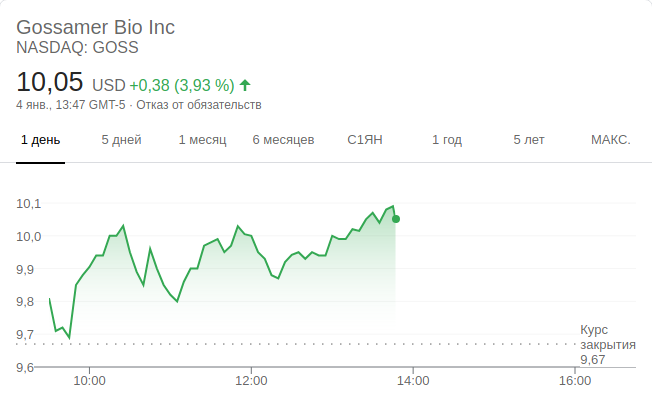 Gossamer Bio Inc
NASDAQ: GOSS
10,05 USD +0,38 (3,93 %)
4 янв., 13:47 GMT-5 · Отказ от обязательств
1 день 5 дней 1 месяц 6 месяцев С1ЯН 1 год 5 лет МАКС.
10,1
10,0
9,9
9,8
9,7
9,6
Курс
закрытия
9,67
10:00 12:00 14:00 16:00